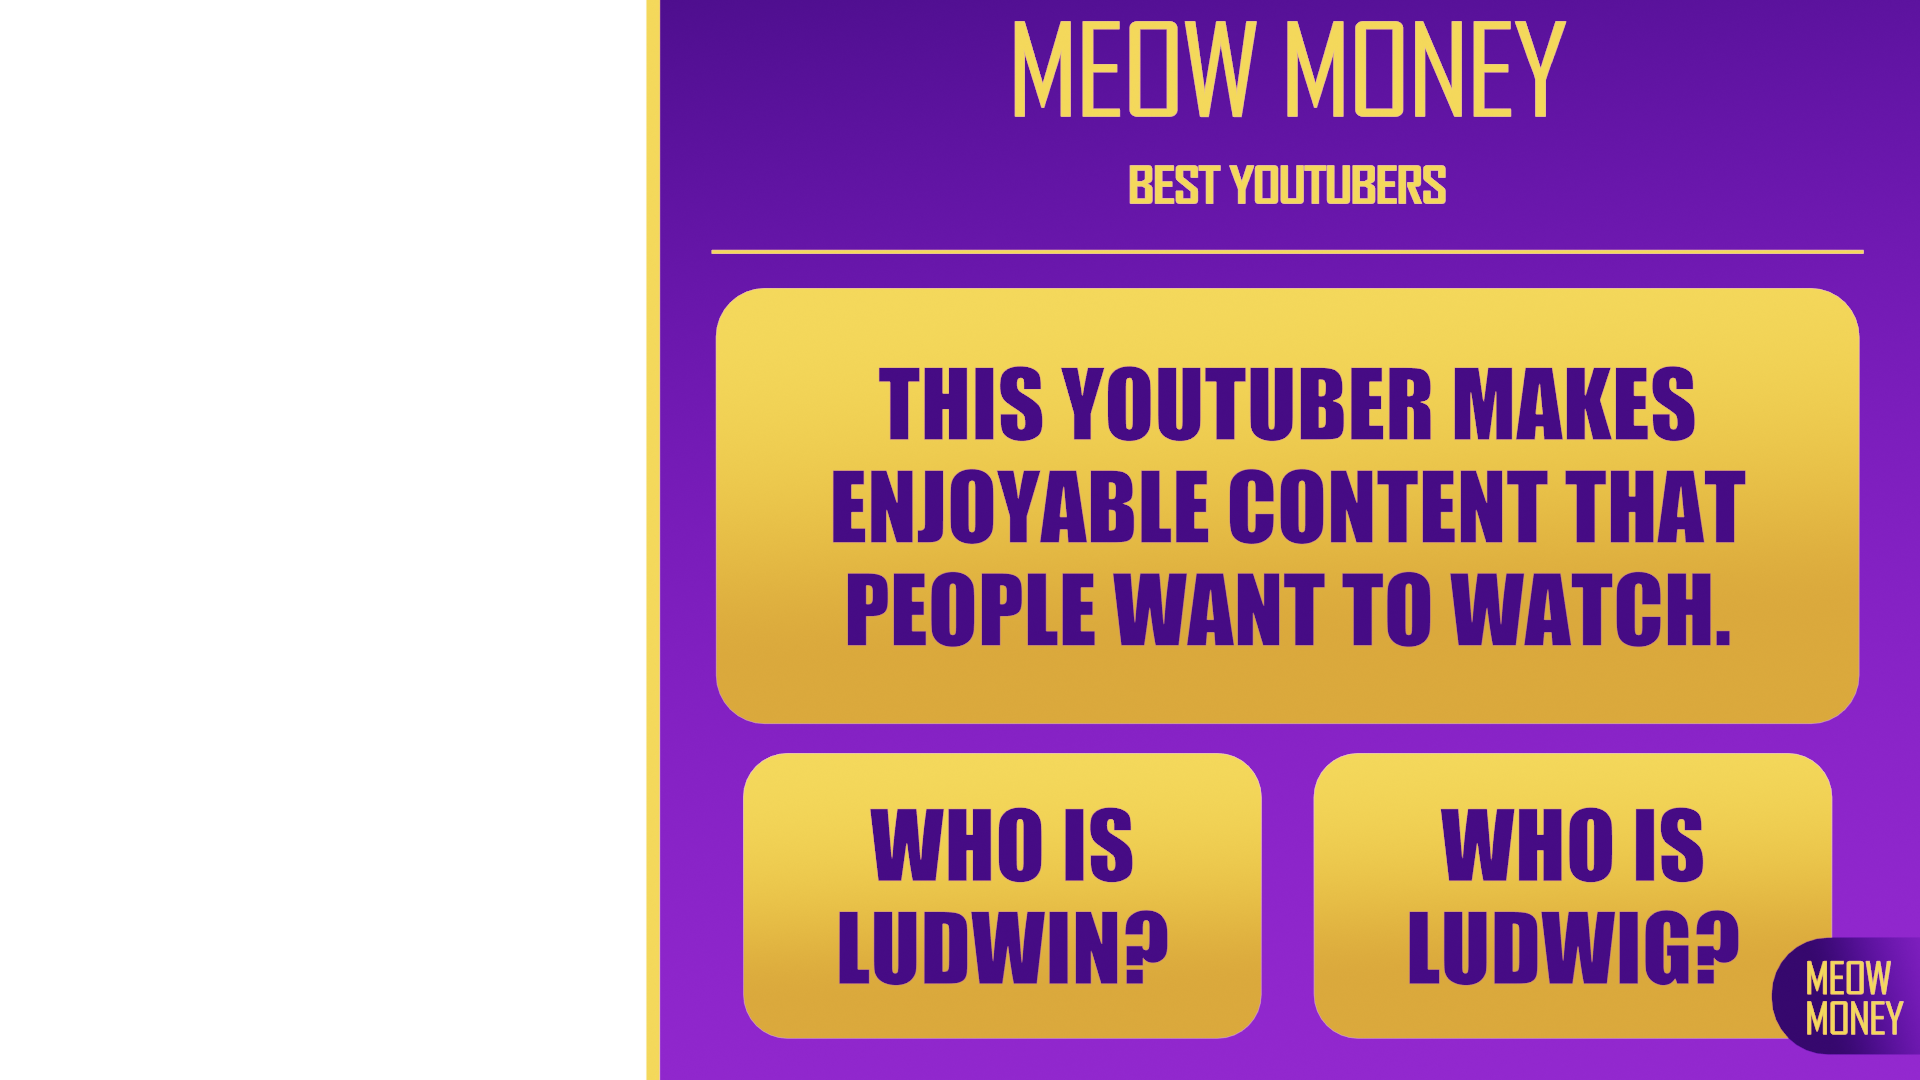 MEOW MONEY
BEST YOUTUBERS
THIS YOUTUBER MAKES
ENJOYABLE CONTENT THAT
PEOPLE WANT TO WATCH.
WHO IS
LUDWIN?
WHO IS
LUDWIG?
MEOW
MONEY